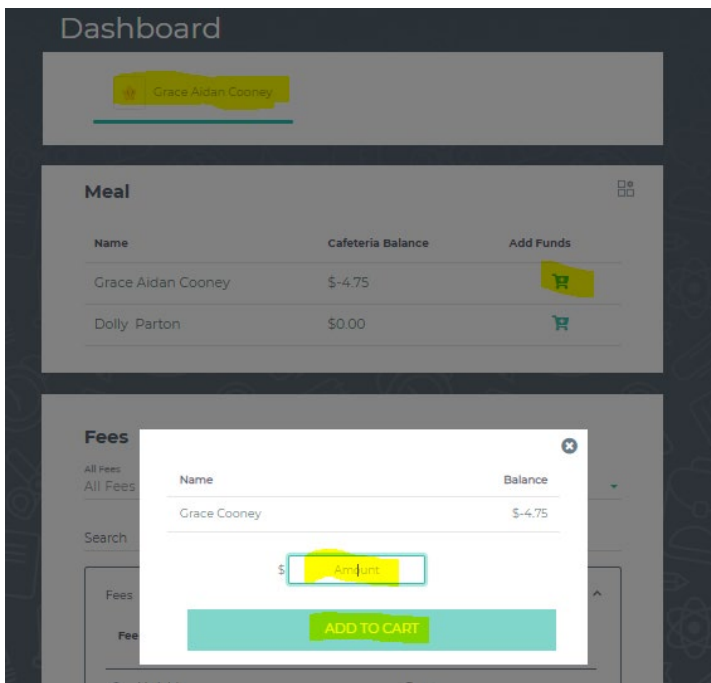 Dashboard
Grace Aidan Cooney
Meal
Name Cafeteria Balance Add Funds
Grace Aidan Cooney $-4.75
Dolly Parton $0.00
Fees
All Fees
All Fees
Name Balance
Grace Cooney $-4.75
Search
$ Amount
Fees
ADD TO CART
Fee